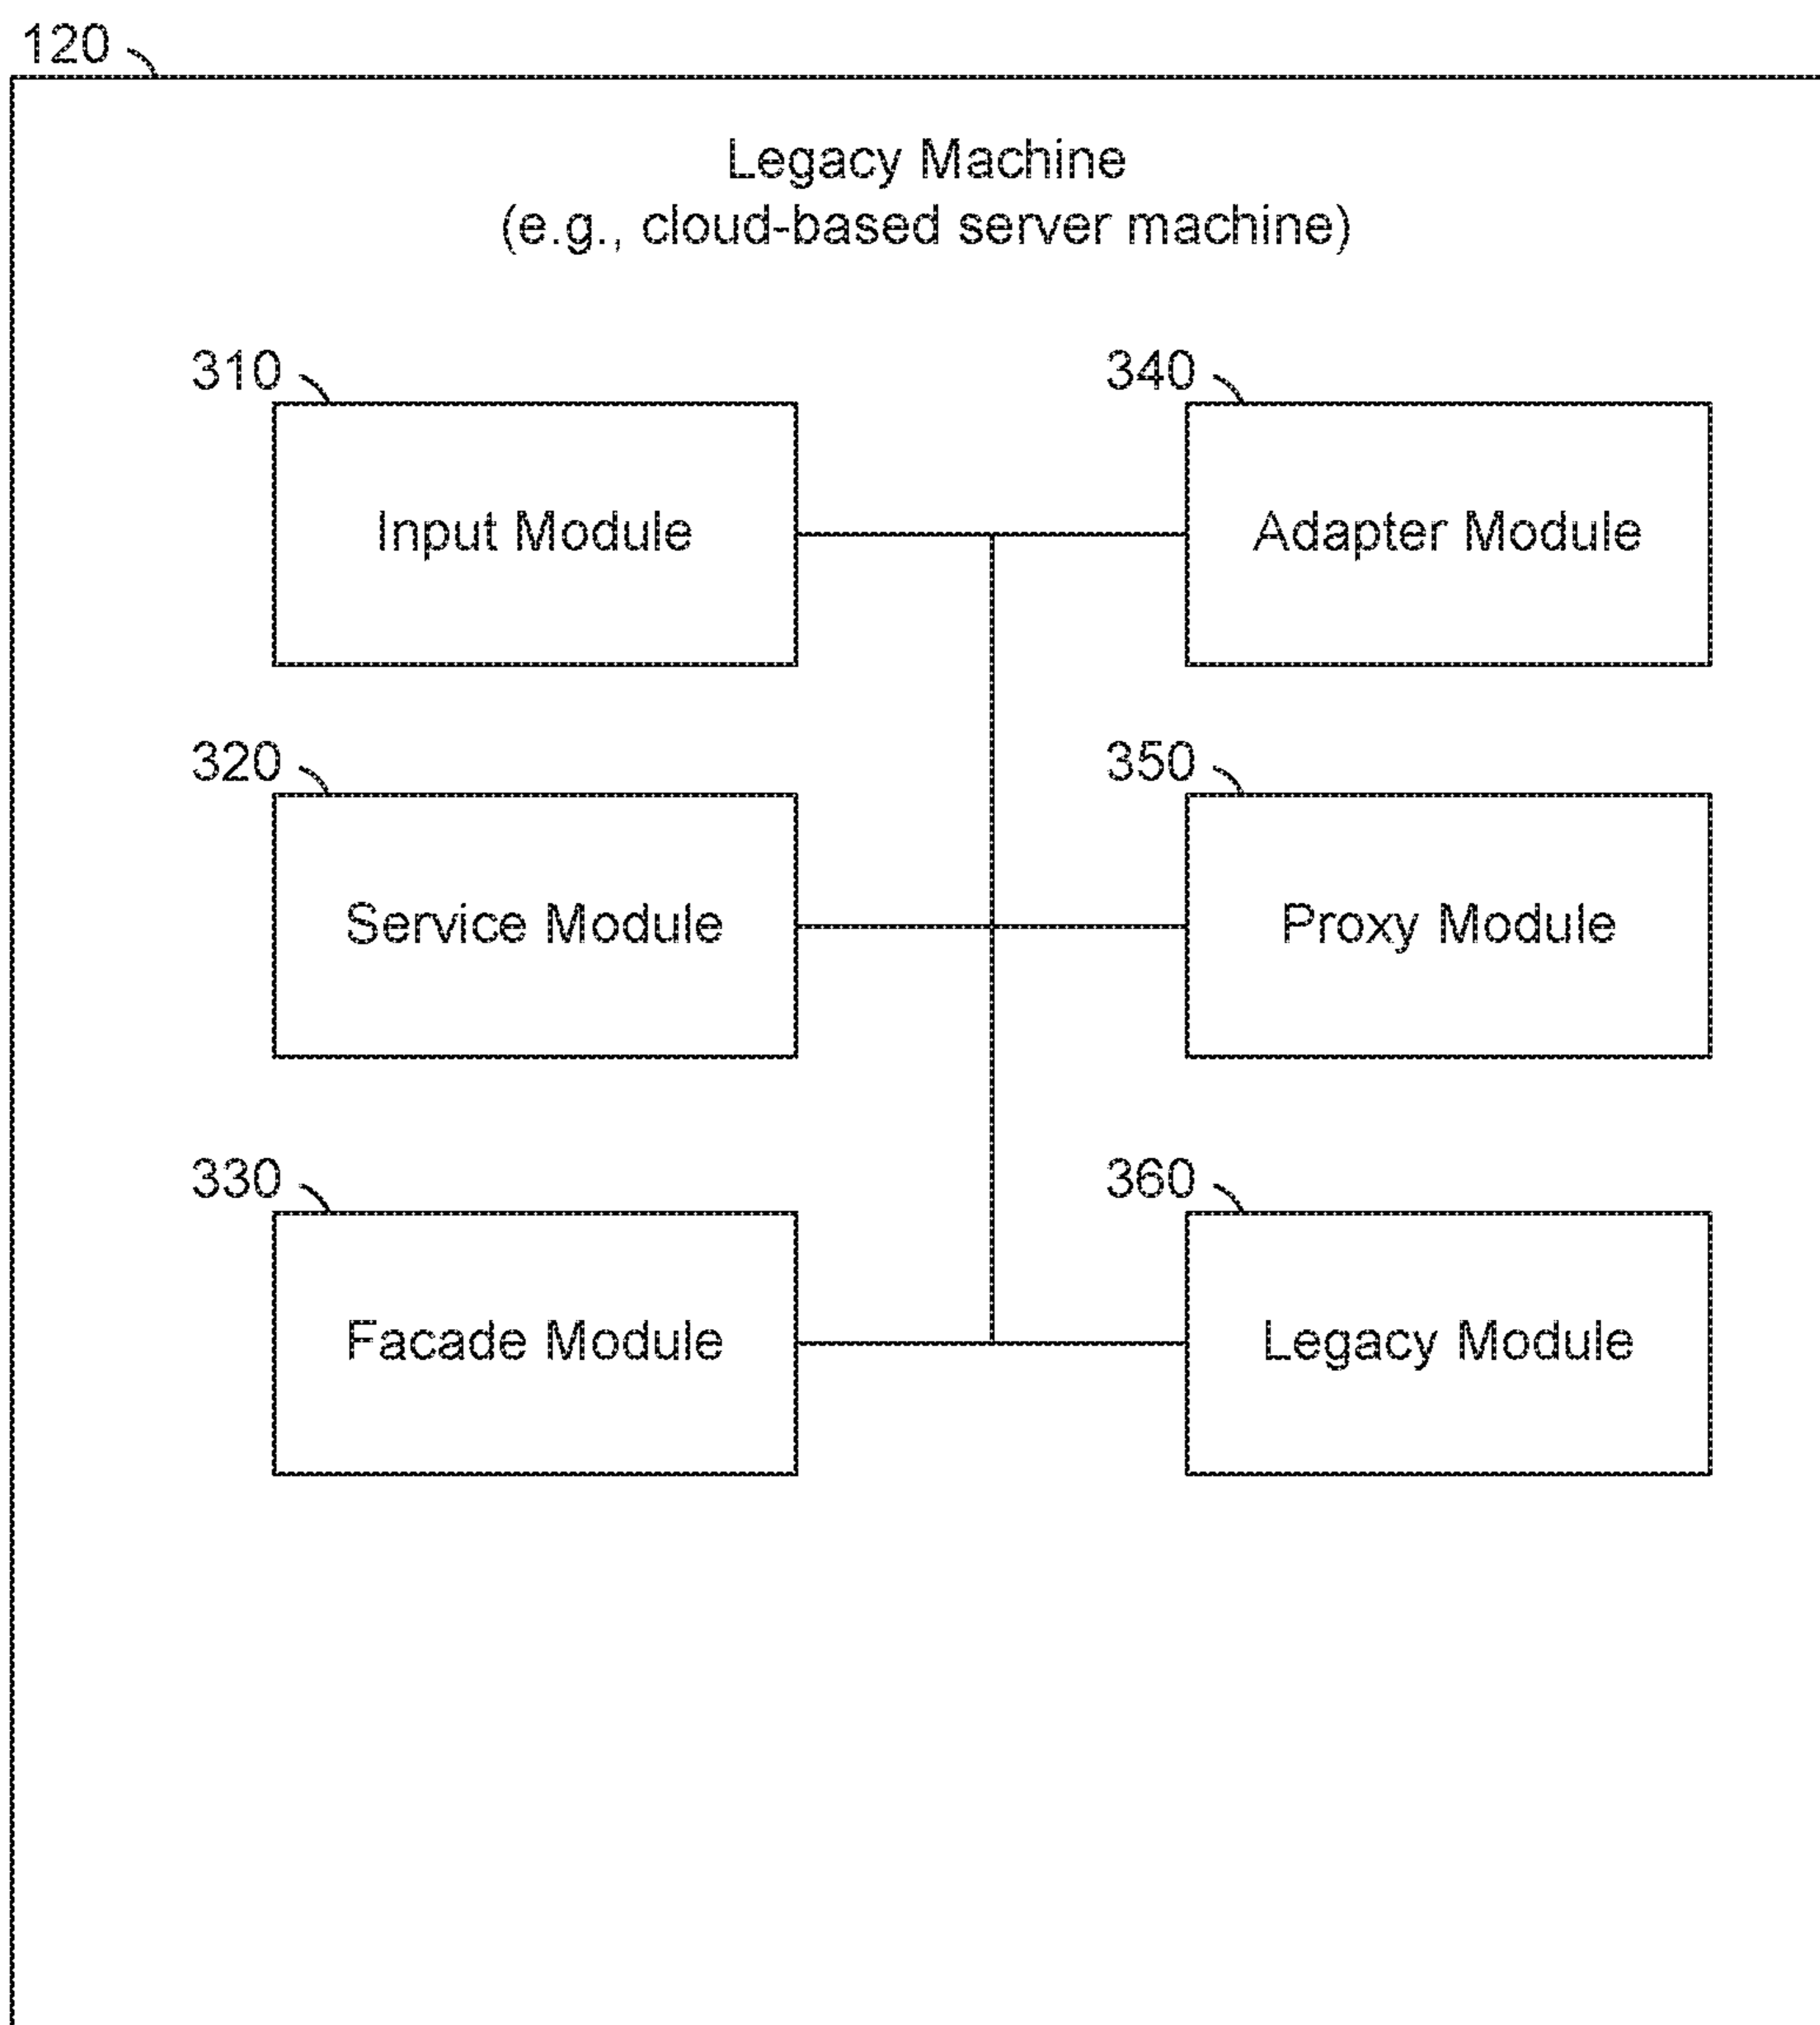 120
Legacy Machine
(e.g., cloud-based server machine)
310
340
Input Module
Adapter Module
320
350
Service Module
Proxy Module
330
360
Facade Module
Legacy Module